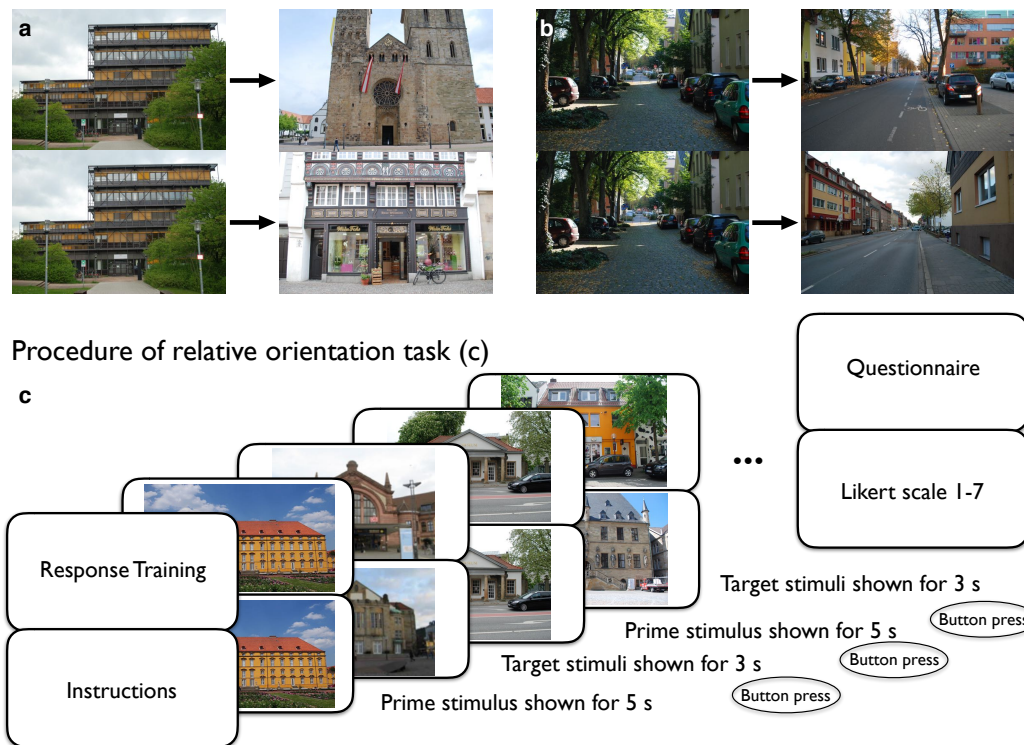 a
b
Procedure of relative orientation task (c)
c
Questionnaire
Likert scale 1-7
...
Response Training
Instructions
Target stimuli shown for 3 s
Button press
Prime stimulus shown for 5 s
Button press
Target stimuli shown for 3 s
Button press
Prime stimulus shown for 5 s